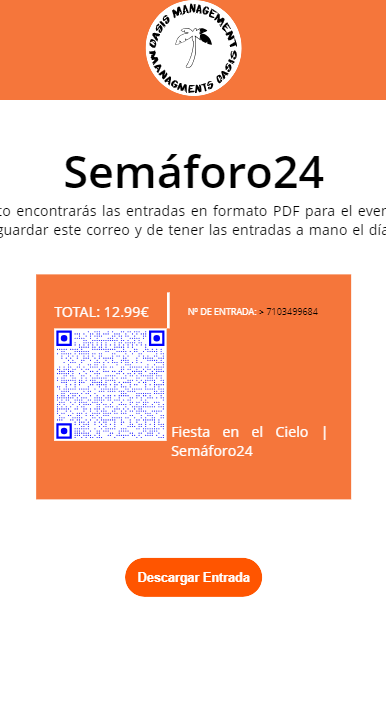 OASIS MANAGEMENT
MANAGMENTS OASIS
Semáforo24
to encontrarás las entradas en formato PDF para el even
guardar este correo y de tener las entradas a mano el día
TOTAL: 12.99€
Nº DE ENTRADA: > 7103499684
Fiesta en el Cielo |
Semáforo24
Descargar Entrada